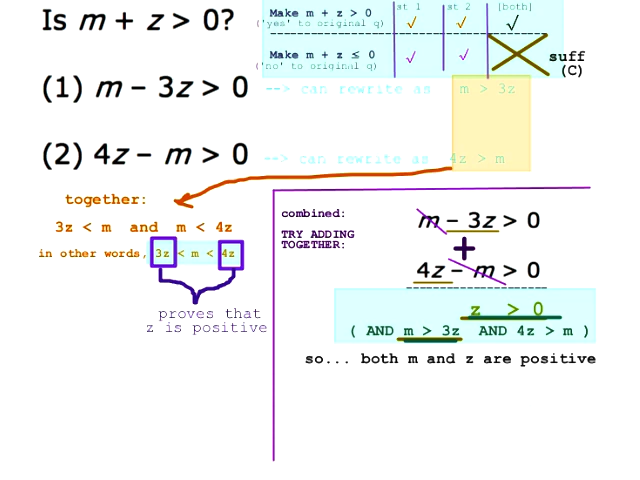 Is m + z > 0?
Make m + z > 0
('yes' to original q)
st 1 st 2 [both]
✓ ✓ ✓
Make m + z ≤ 0
('no' to original q)
✓ ✓
suff
(C)
(1) m − 3z > 0 --> can rewrite as m > 3z
(2) 4z − m > 0 --> can rewrite as 4z > m
together:
3z < m and m < 4z
in other words, 3z < m < 4z
proves that
z is positive
combined:
TRY ADDING
TOGETHER:
m − 3z > 0
+
4z − m > 0
z > 0
( AND m > 3z AND 4z > m )
so... both m and z are positive